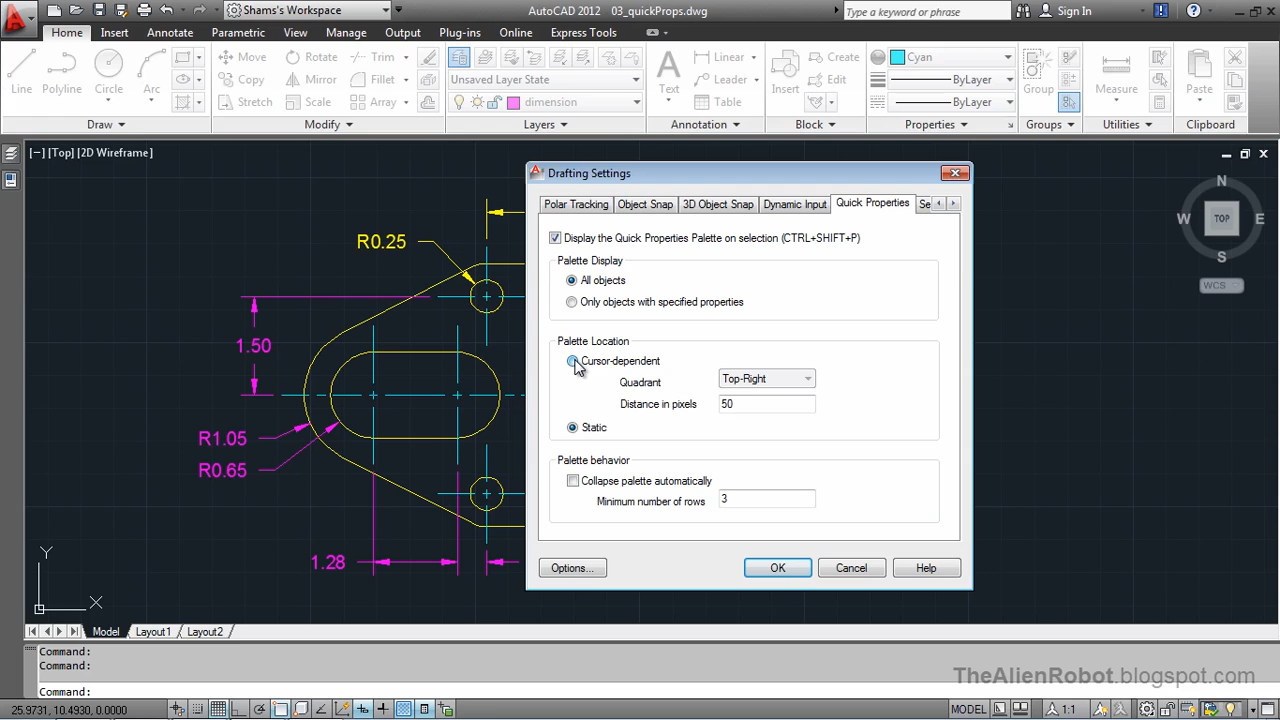 Shams's Workspace
AutoCAD 2012 03_quickProps.dwg
Type a keyword or phrase
Sign In
Home Insert Annotate Parametric View Manage Output Plug-ins Online Express Tools
Line Polyline Circle Arc
Move Rotate Trim
Copy Mirror Fillet
Stretch Scale Array
Unsaved Layer State
dimension
Text
Linear
Leader
Table
Insert
Create
Edit
Cyan
ByLayer
ByLayer
Group
Measure
Paste
Draw Modify Layers Annotation Block Properties Groups Utilities Clipboard
[−] [Top] [2D Wireframe]
R0.25
1.50
R1.05
R0.65
1.28
Y
X
N
W TOP E
S
WCS
Drafting Settings
Polar Tracking Object Snap 3D Object Snap Dynamic Input Quick Properties Se
Display the Quick Properties Palette on selection (CTRL+SHIFT+P)
Palette Display
All objects
Only objects with specified properties
Palette Location
Cursor-dependent
Quadrant Top-Right
Distance in pixels 50
Static
Palette behavior
Collapse palette automatically
Minimum number of rows 3
Options... OK Cancel Help
Model Layout1 Layout2
Command:
Command:
Command:
TheAlienRobot.blogspot.com
25.9731, 10.4930, 0.0000
MODEL
1:1